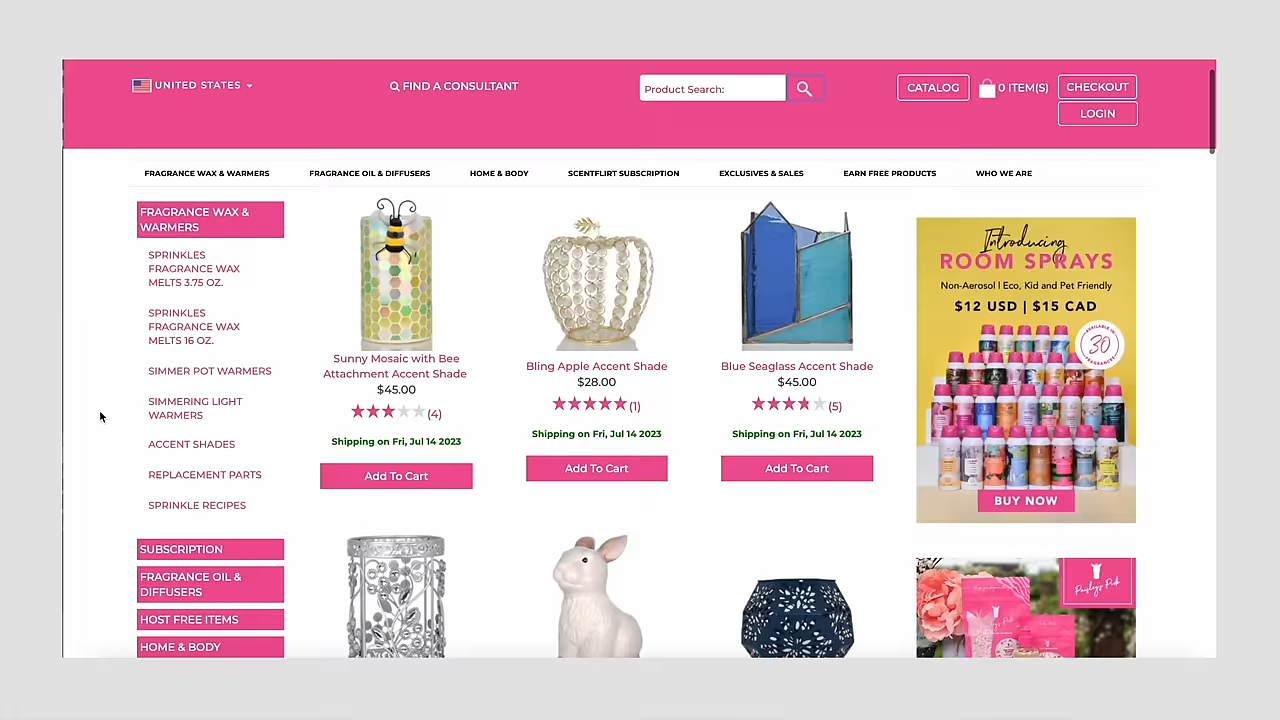 UNITED STATES
FIND A CONSULTANT
Product Search:
CATALOG
0 ITEM(S)
CHECKOUT
LOGIN
FRAGRANCE WAX & WARMERS
FRAGRANCE OIL & DIFFUSERS
HOME & BODY
SCENTFLIRT SUBSCRIPTION
EXCLUSIVES & SALES
EARN FREE PRODUCTS
WHO WE ARE
FRAGRANCE WAX &
WARMERS
SPRINKLES
FRAGRANCE WAX
MELTS 3.75 OZ.
SPRINKLES
FRAGRANCE WAX
MELTS 16 OZ.
SIMMER POT WARMERS
SIMMERING LIGHT
WARMERS
ACCENT SHADES
REPLACEMENT PARTS
SPRINKLE RECIPES
SUBSCRIPTION
FRAGRANCE OIL &
DIFFUSERS
HOST FREE ITEMS
HOME & BODY
Sunny Mosaic with Bee
Attachment Accent Shade
$45.00
(4)
Shipping on Fri, Jul 14 2023
Add To Cart
Bling Apple Accent Shade
$28.00
(1)
Shipping on Fri, Jul 14 2023
Add To Cart
Blue Seaglass Accent Shade
$45.00
(5)
Shipping on Fri, Jul 14 2023
Add To Cart
Introducing
ROOM SPRAYS
Non-Aerosol | Eco, Kid and Pet Friendly
$12 USD | $15 CAD
AVAILABLE IN
30
FRAGRANCES
BUY NOW